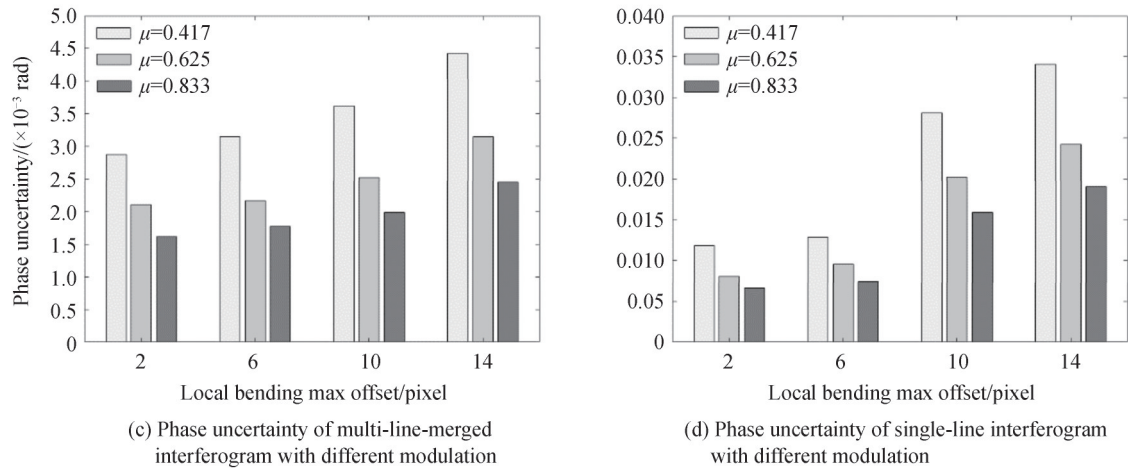 5.0
4.5
4.0
3.5
3.0
2.5
2.0
1.5
1.0
0.5
0
Phase uncertainty/(×10⁻³ rad)
μ=0.417
μ=0.625
μ=0.833
2 6 10 14
Local bending max offset/pixel
(c) Phase uncertainty of multi-line-merged
interferogram with different modulation
0.040
0.035
0.030
0.025
0.020
0.015
0.010
0.05
0
μ=0.417
μ=0.625
μ=0.833
2 6 10 14
Local bending max offset/pixel
(d) Phase uncertainty of single-line interferogram
with different modulation